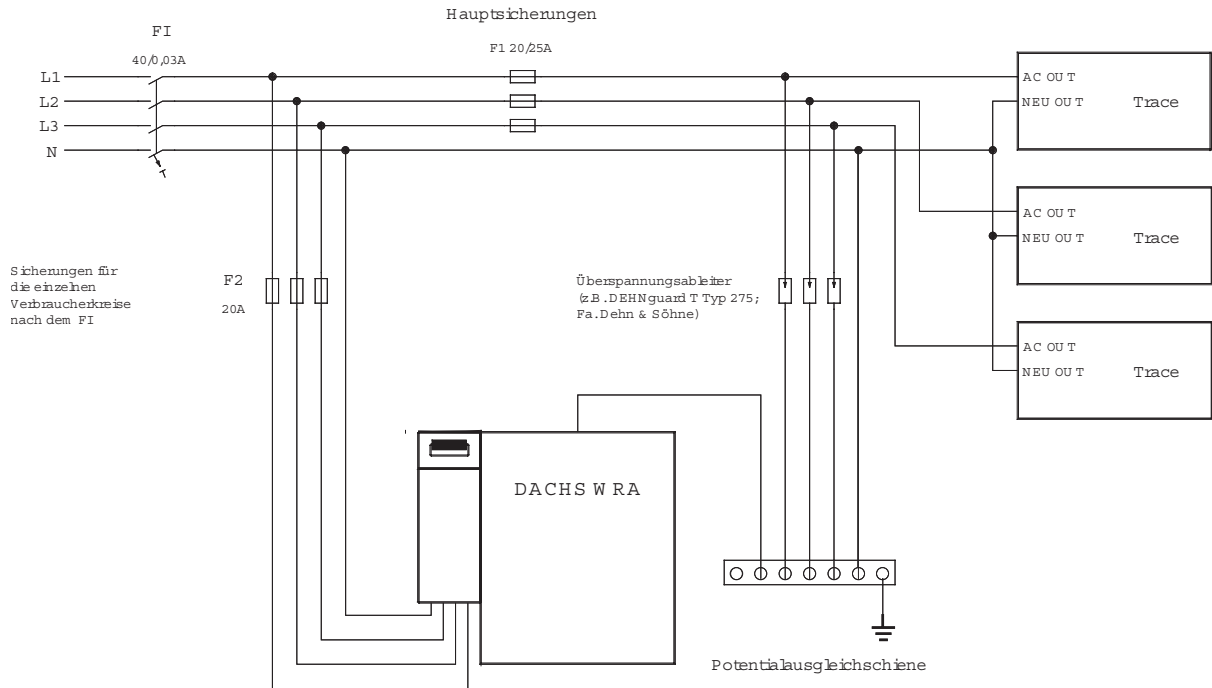 Hauptsicherungen
FI
40/0,03A
F1 20/25A
L1
L2
L3
N
AC OUT
NEU OUT
Trace
AC OUT
NEU OUT
Trace
Sicherungen für
die einzelnen
Verbraucherkreise
nach dem FI
F2
20A
Überspannungsableiter
(z.B. DEHNguard T Typ 275;
Fa. Dehn & Söhne)
AC OUT
NEU OUT
Trace
DACHS WRA
Potentialausgleichschiene